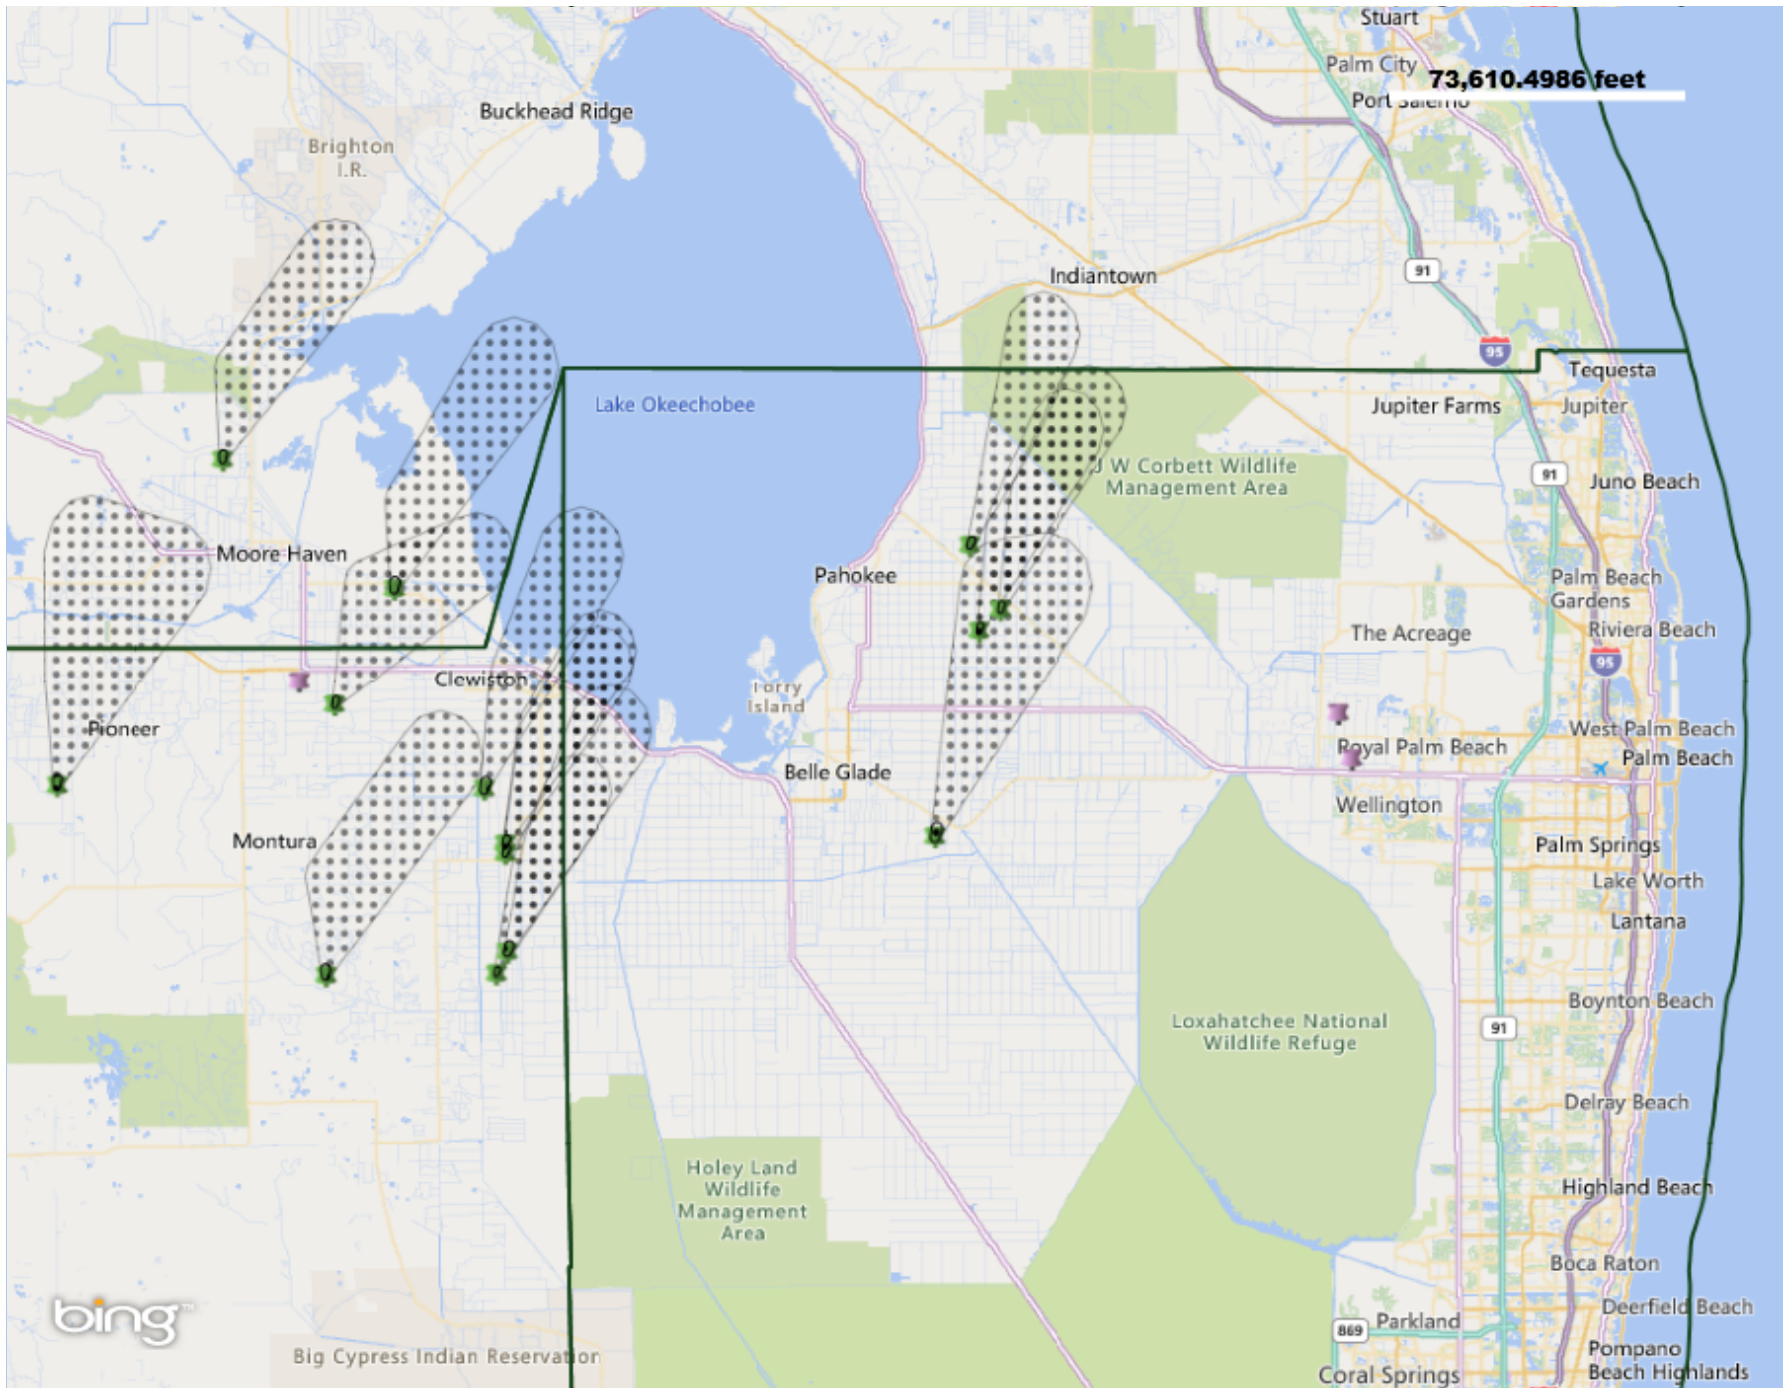 Stuart
Palm City
73,610.4986 feet
Port Salerno
Buckhead Ridge
Brighton
I.R.
Indiantown
91
95
Tequesta
Lake Okeechobee
Jupiter Farms
Jupiter
J W Corbett Wildlife
Management Area
91
Juno Beach
Moore Haven
Pahokee
Palm Beach
Gardens
The Acreage
Riviera Beach
95
Clewiston
Torry
Island
Pioneer
West Palm Beach
Royal Palm Beach
Palm Beach
Belle Glade
Wellington
Montura
Palm Springs
Lake Worth
Lantana
Boynton Beach
Loxahatchee National
Wildlife Refuge
91
Delray Beach
Holey Land
Wildlife
Management
Area
Highland Beach
Boca Raton
Deerfield Beach
bing™
869
Parkland
Big Cypress Indian Reservation
Pompano
Beach Highlands
Coral Springs